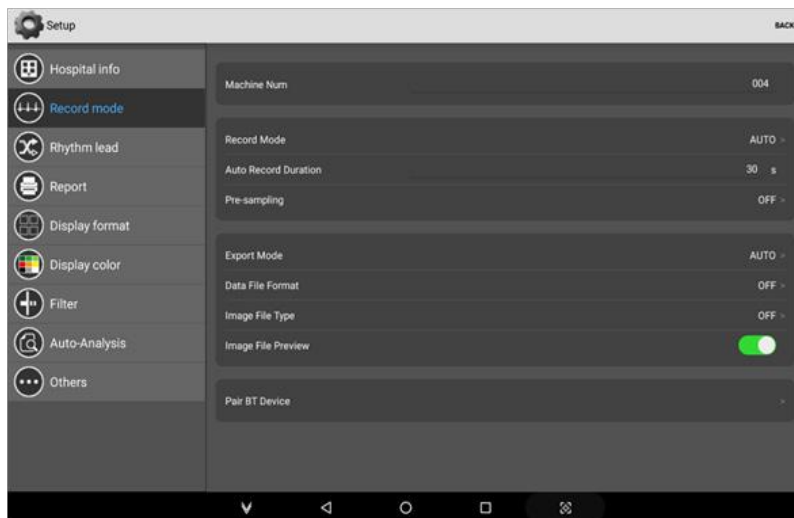 Setup
BACK
Hospital info
Record mode
Rhythm lead
Report
Display format
Display color
Filter
Auto-Analysis
Others
Machine Num 004
Record Mode AUTO >
Auto Record Duration 30 s
Pre-sampling OFF >
Export Mode AUTO >
Data File Format OFF >
Image File Type OFF >
Image File Preview
Pair BT Device >